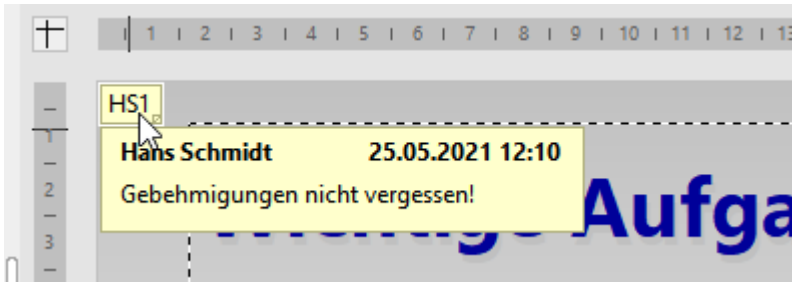 1 2 3 4 5 6 7 8 9 10 11 12 13
HS1
1
Hans Schmidt 25.05.2021 12:10
2
Gebehmigungen nicht vergessen!
3